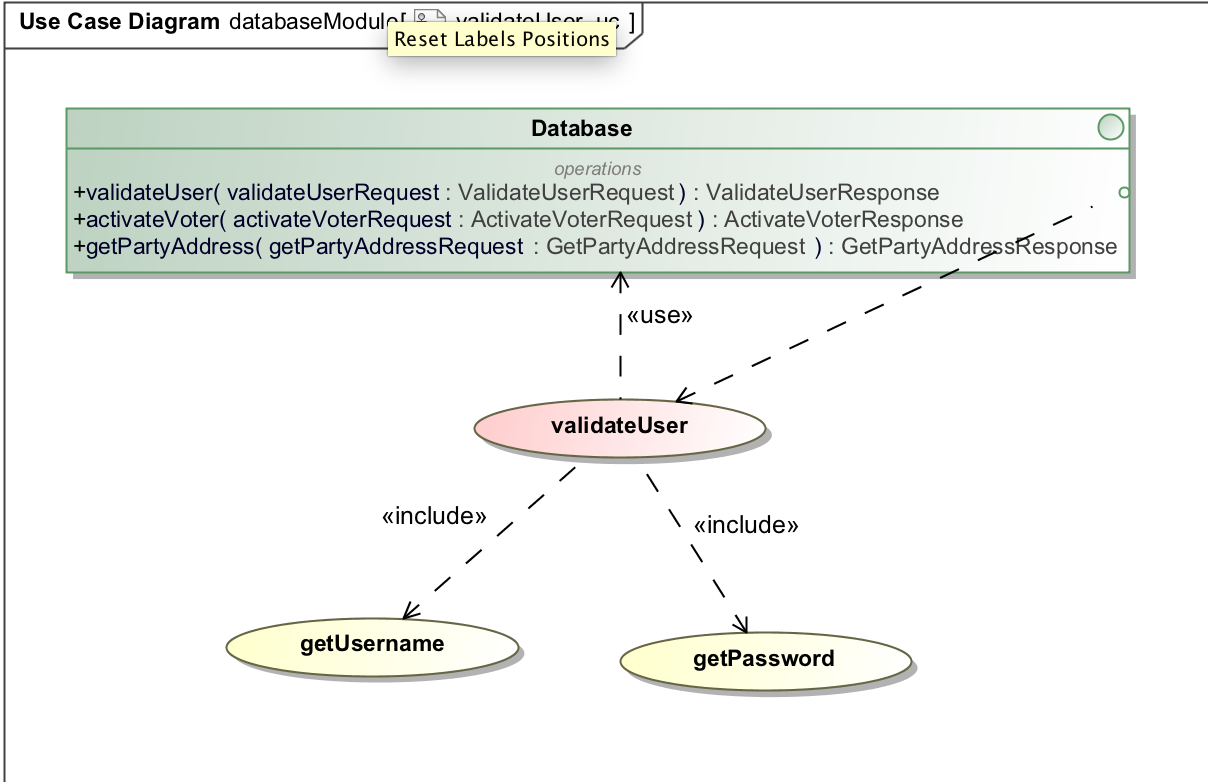 Use Case Diagram databaseModule[ validateUser_uc ]
Reset Labels Positions
Database
operations
+validateUser( validateUserRequest : ValidateUserRequest ) : ValidateUserResponse
+activateVoter( activateVoterRequest : ActivateVoterRequest ) : ActivateVoterResponse
+getPartyAddress( getPartyAddressRequest : GetPartyAddressRequest ) : GetPartyAddressResponse
«use»
validateUser
«include»
«include»
getUsername
getPassword